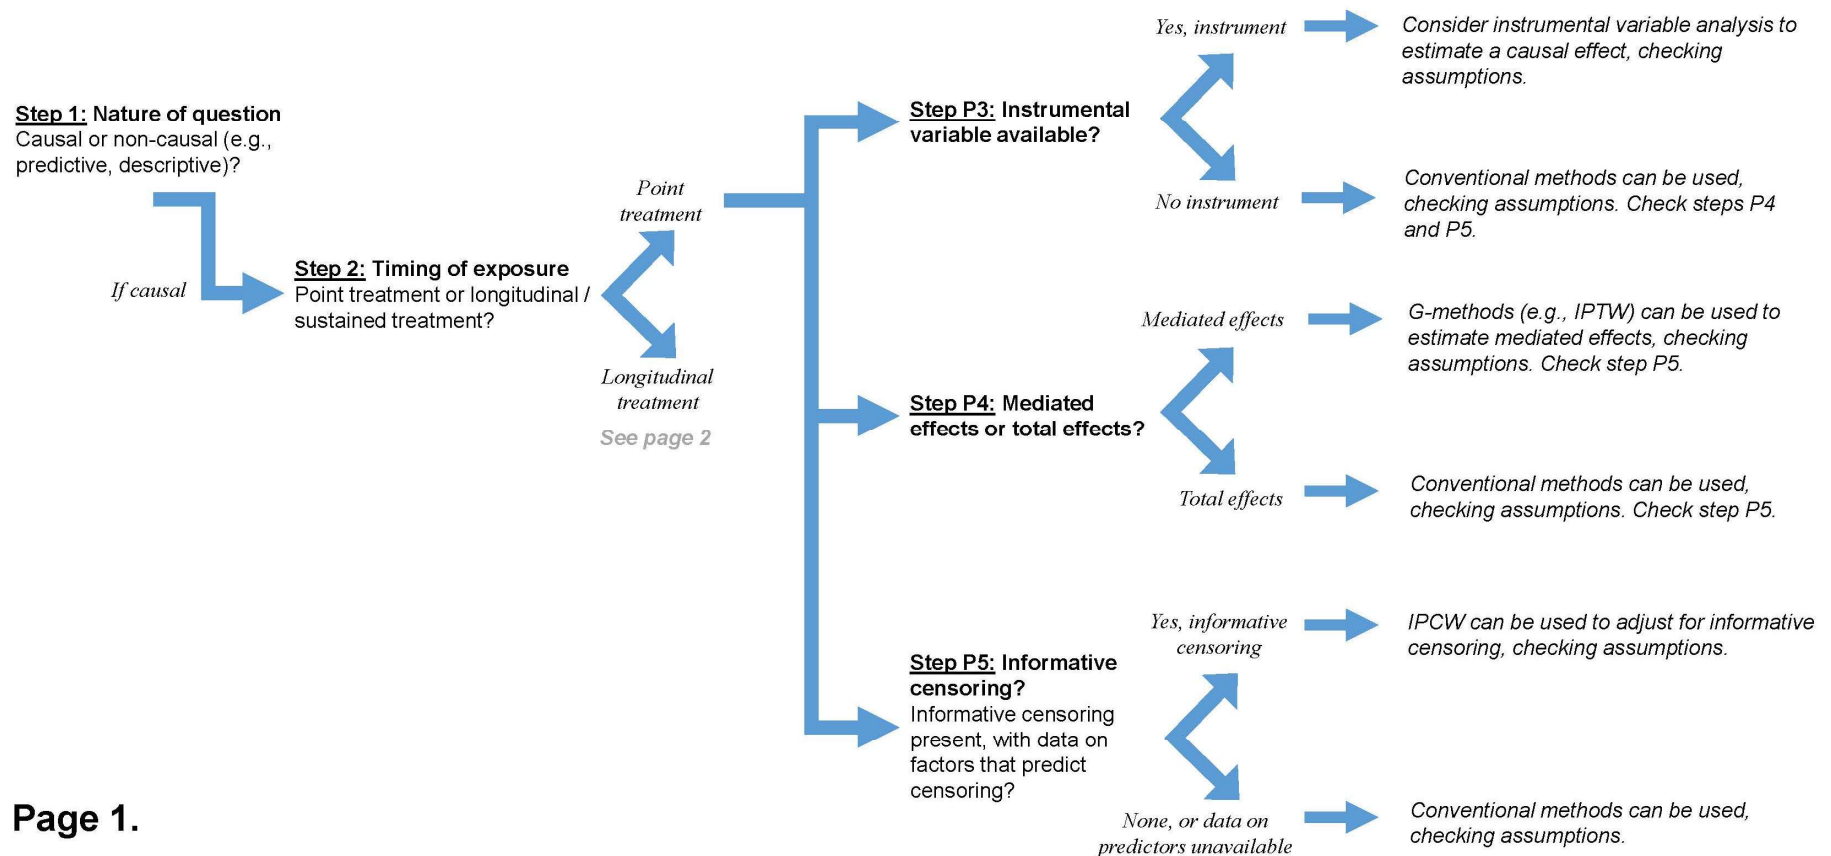 Step 1: Nature of question
Causal or non-causal (e.g.,
predictive, descriptive)?
If causal
Step 2: Timing of exposure
Point treatment or longitudinal /
sustained treatment?
Point
treatment
Longitudinal
treatment
See page 2
Step P3: Instrumental
variable available?
Yes, instrument
Consider instrumental variable analysis to
estimate a causal effect, checking
assumptions.
No instrument
Conventional methods can be used,
checking assumptions. Check steps P4
and P5.
Step P4: Mediated
effects or total effects?
Mediated effects
G-methods (e.g., IPTW) can be used to
estimate mediated effects, checking
assumptions. Check step P5.
Total effects
Conventional methods can be used,
checking assumptions. Check step P5.
Step P5: Informative
censoring?
Informative censoring
present, with data on
factors that predict
censoring?
Yes, informative
censoring
IPCW can be used to adjust for informative
censoring, checking assumptions.
None, or data on
predictors unavailable
Conventional methods can be used,
checking assumptions.
Page 1.